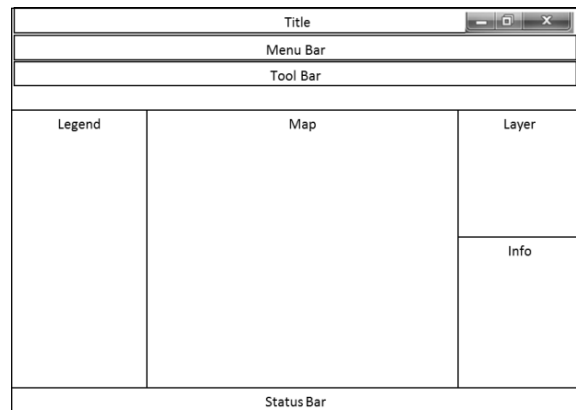 Title
Menu Bar
Tool Bar
Legend
Map
Layer
Info
Status Bar